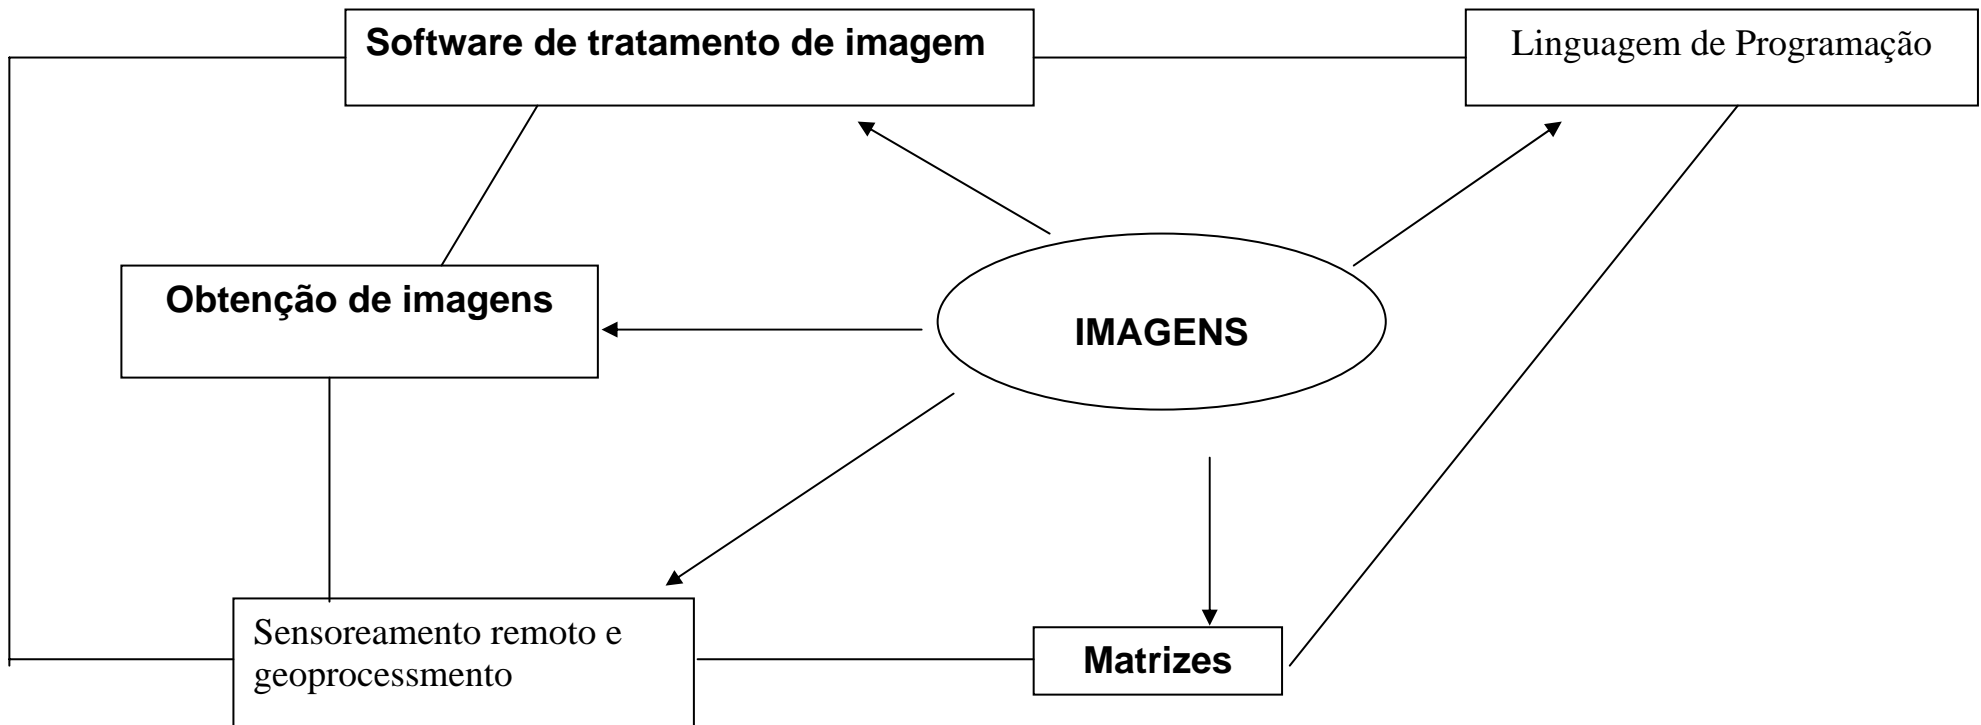 Software de tratamento de imagem
Linguagem de Programação
Obtenção de imagens
IMAGENS
Sensoreamento remoto e
geoprocessmento
Matrizes